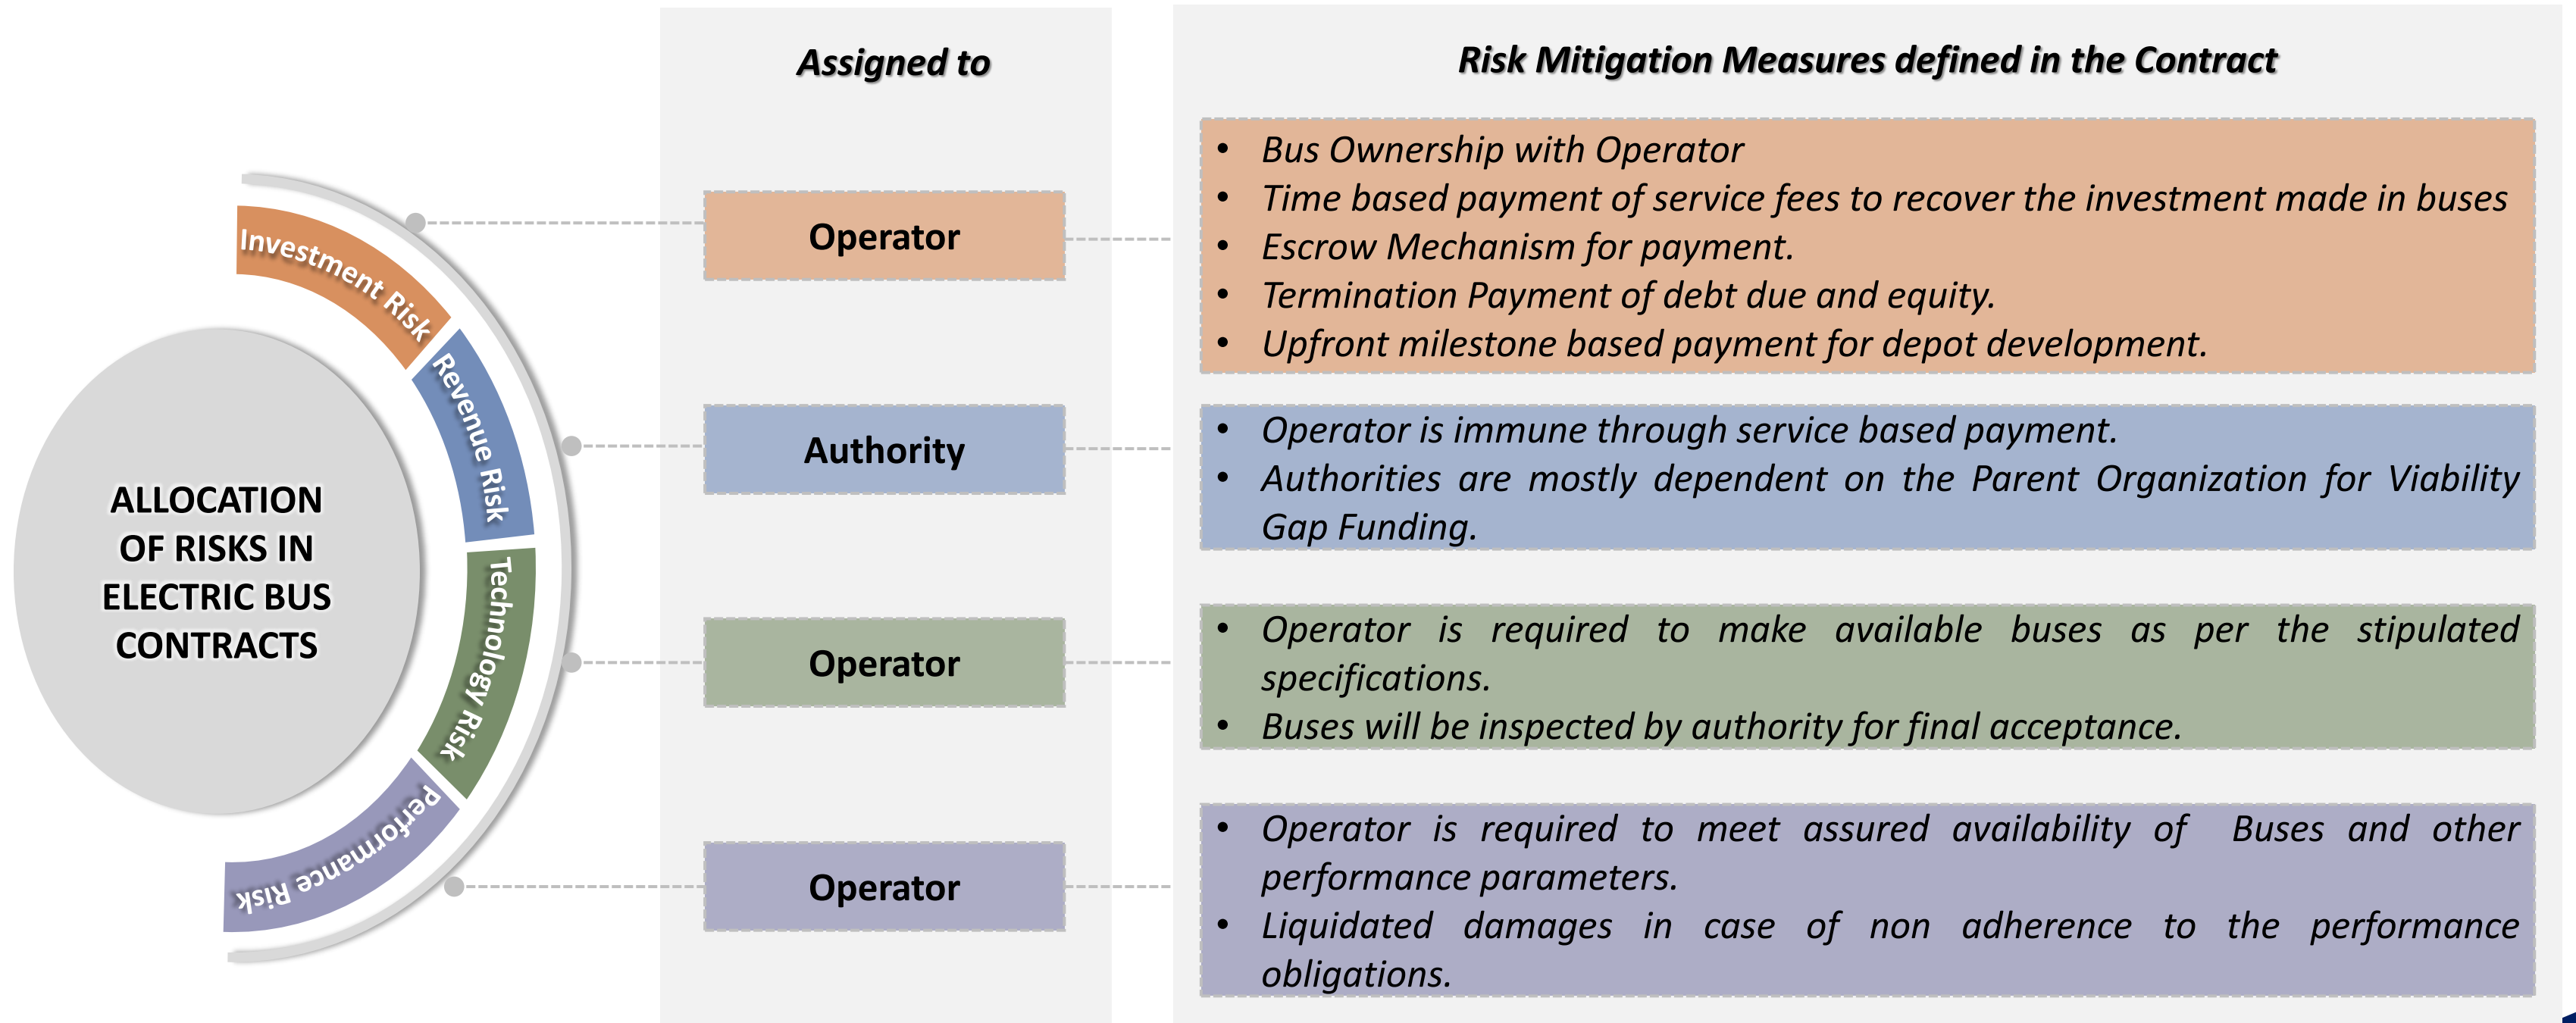 Assigned to
Risk Mitigation Measures defined in the Contract
ALLOCATION
OF RISKS IN
ELECTRIC BUS
CONTRACTS
Investment Risk
Operator
• Bus Ownership with Operator
• Time based payment of service fees to recover the investment made in buses
• Escrow Mechanism for payment.
• Termination Payment of debt due and equity.
• Upfront milestone based payment for depot development.
Revenue Risk
Authority
• Operator is immune through service based payment.
• Authorities are mostly dependent on the Parent Organization for Viability
Gap Funding.
Technology Risk
Operator
• Operator is required to make available buses as per the stipulated
specifications.
• Buses will be inspected by authority for final acceptance.
Performance Risk
Operator
• Operator is required to meet assured availability of Buses and other
performance parameters.
• Liquidated damages in case of non adherence to the performance
obligations.